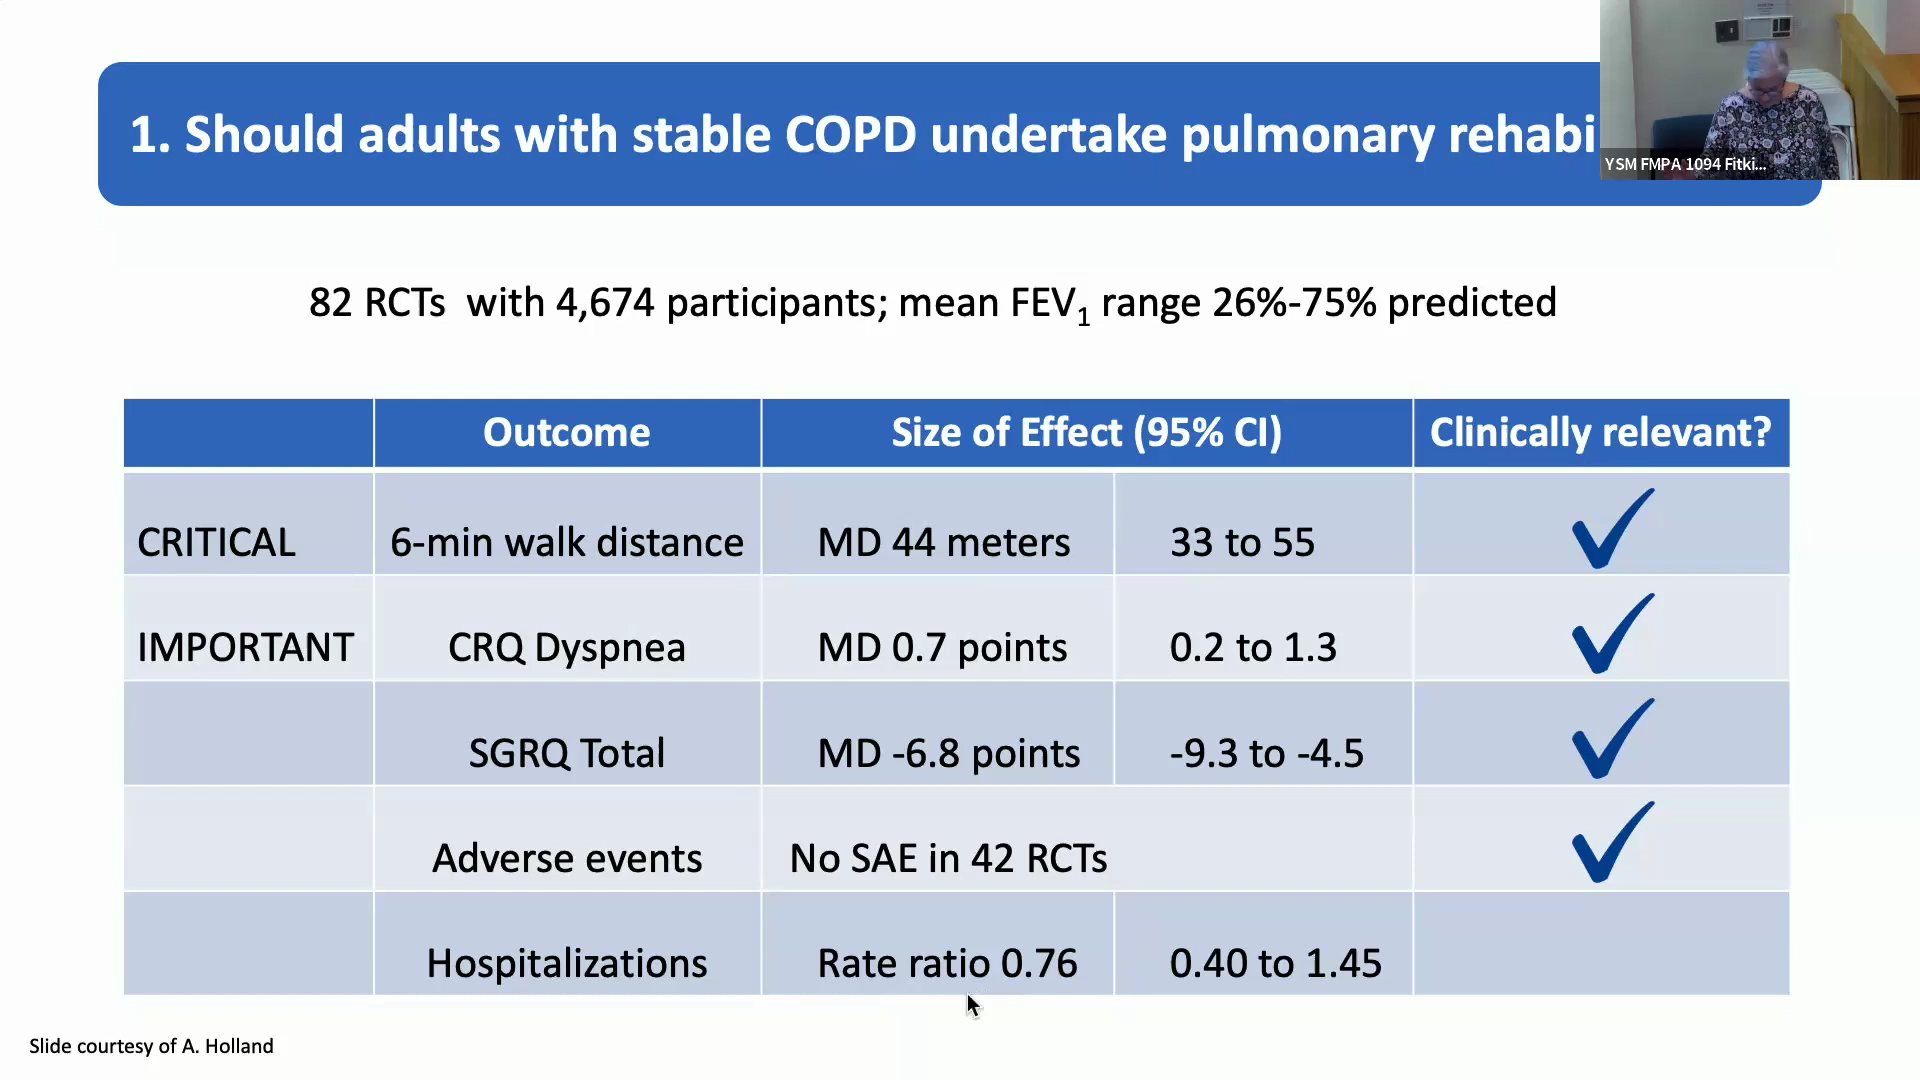 1. Should adults with stable COPD undertake pulmonary rehabi
YSM FMPA 1094 Fitki...
82 RCTs with 4,674 participants; mean FEV1 range 26%-75% predicted
Outcome Size of Effect (95% CI) Clinically relevant?
CRITICAL 6-min walk distance MD 44 meters 33 to 55 ✓
IMPORTANT CRQ Dyspnea MD 0.7 points 0.2 to 1.3 ✓
SGRQ Total MD -6.8 points -9.3 to -4.5 ✓
Adverse events No SAE in 42 RCTs ✓
Hospitalizations Rate ratio 0.76 0.40 to 1.45
Slide courtesy of A. Holland